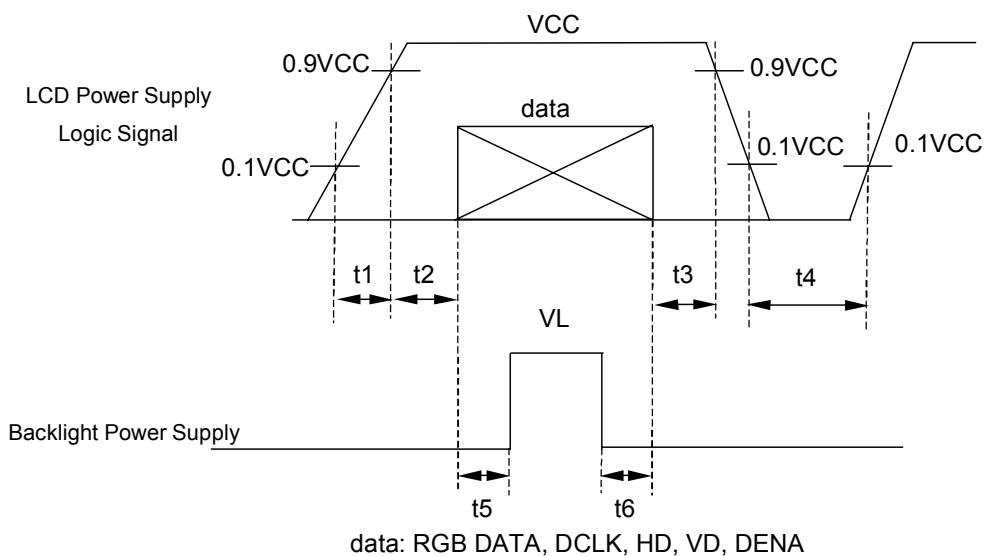 VCC
0.9VCC
0.9VCC
LCD Power Supply
Logic Signal
data
0.1VCC
0.1VCC
0.1VCC
t1
t2
t3
t4
VL
Backlight Power Supply
t5
t6
data: RGB DATA, DCLK, HD, VD, DENA